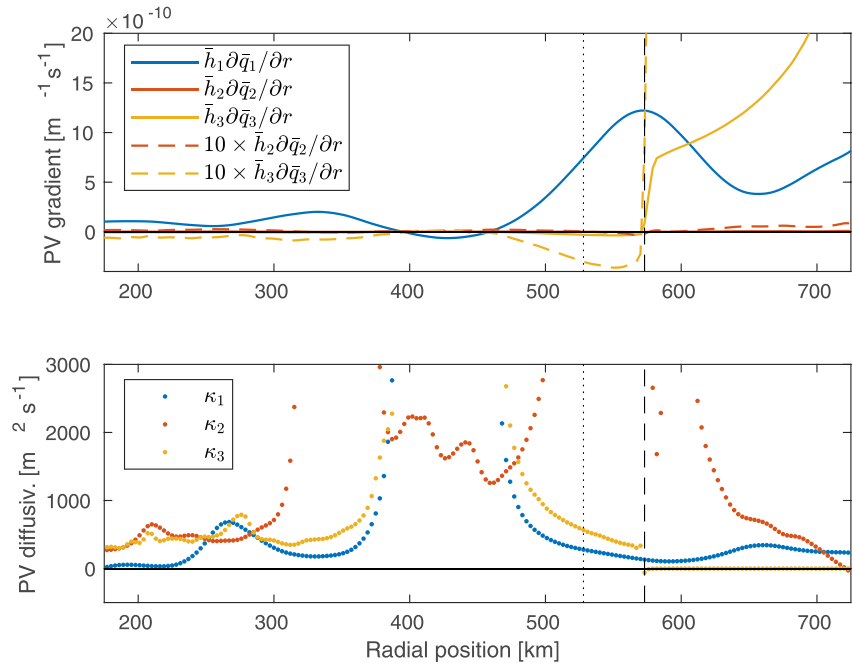 × 10⁻¹⁰
20
15
10
5
0
PV gradient [m ⁻¹s⁻¹]
h̄₁∂q̄₁/∂r
h̄₂∂q̄₂/∂r
h̄₃∂q̄₃/∂r
10 × h̄₂∂q̄₂/∂r
10 × h̄₃∂q̄₃/∂r
200 300 400 500 600 700
3000
2000
1000
0
PV diffusiv. [m ² s⁻¹]
κ₁
κ₂
κ₃
200 300 400 500 600 700
Radial position [km]